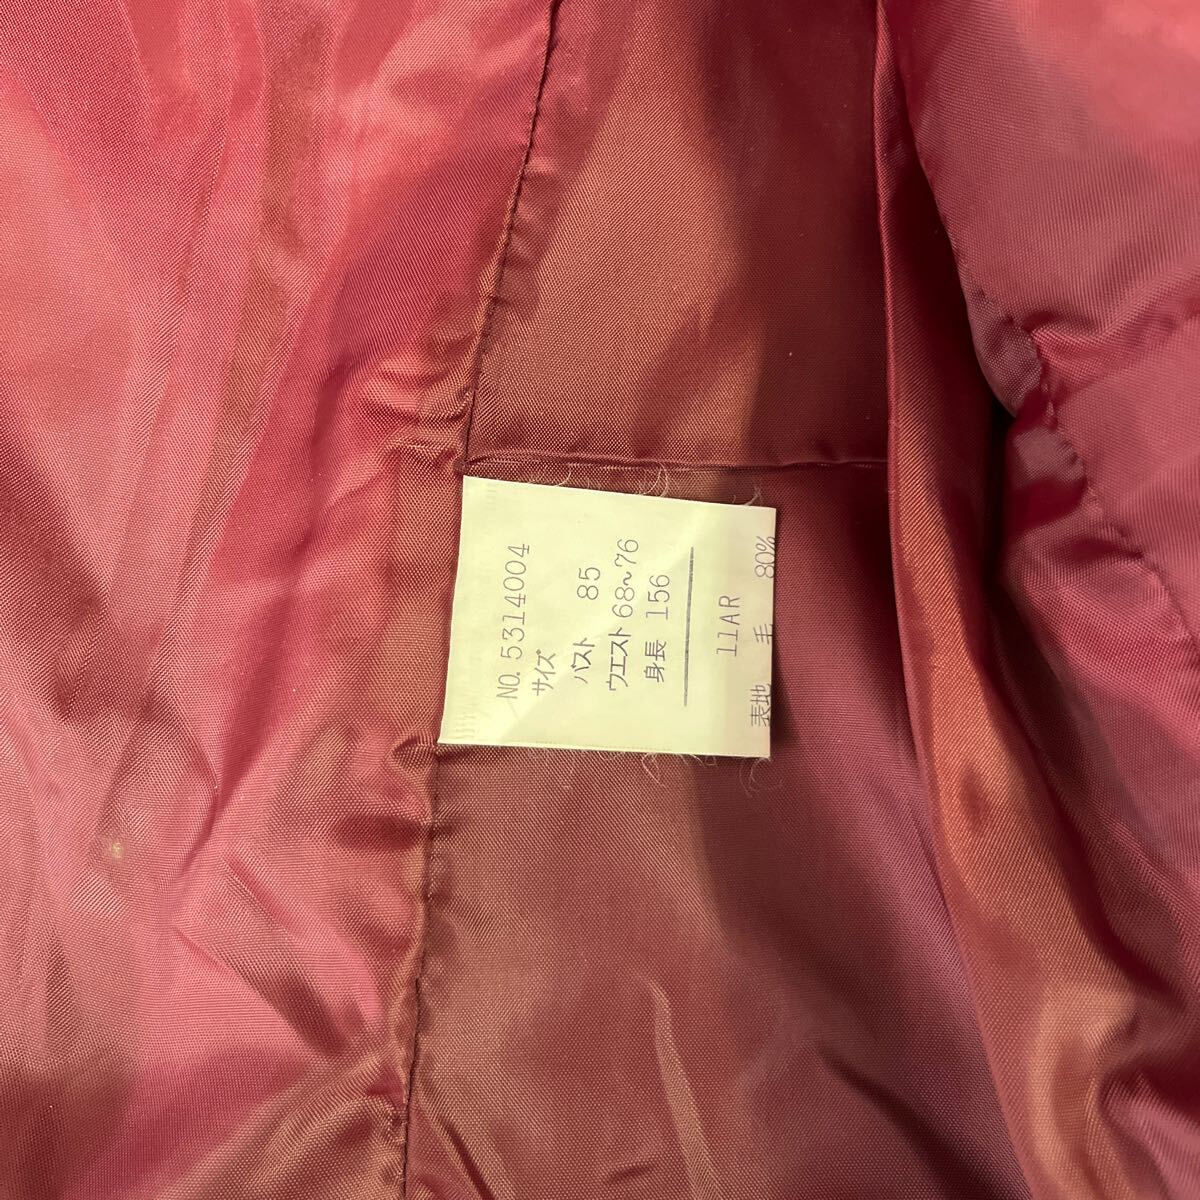 NO. 5314004
サイズ
バスト 85
ウエスト 68~76
身長 156
11AR
表地 毛 80%